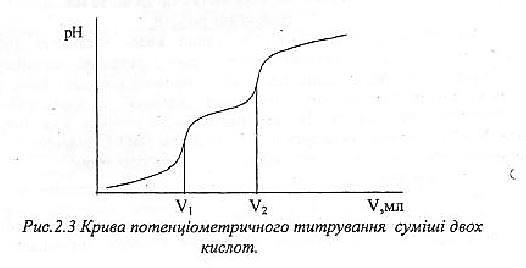 pH
V₁ V₂ V,мл
Рис.2.3 Крива потенціометричного титрування суміші двох
кислот.